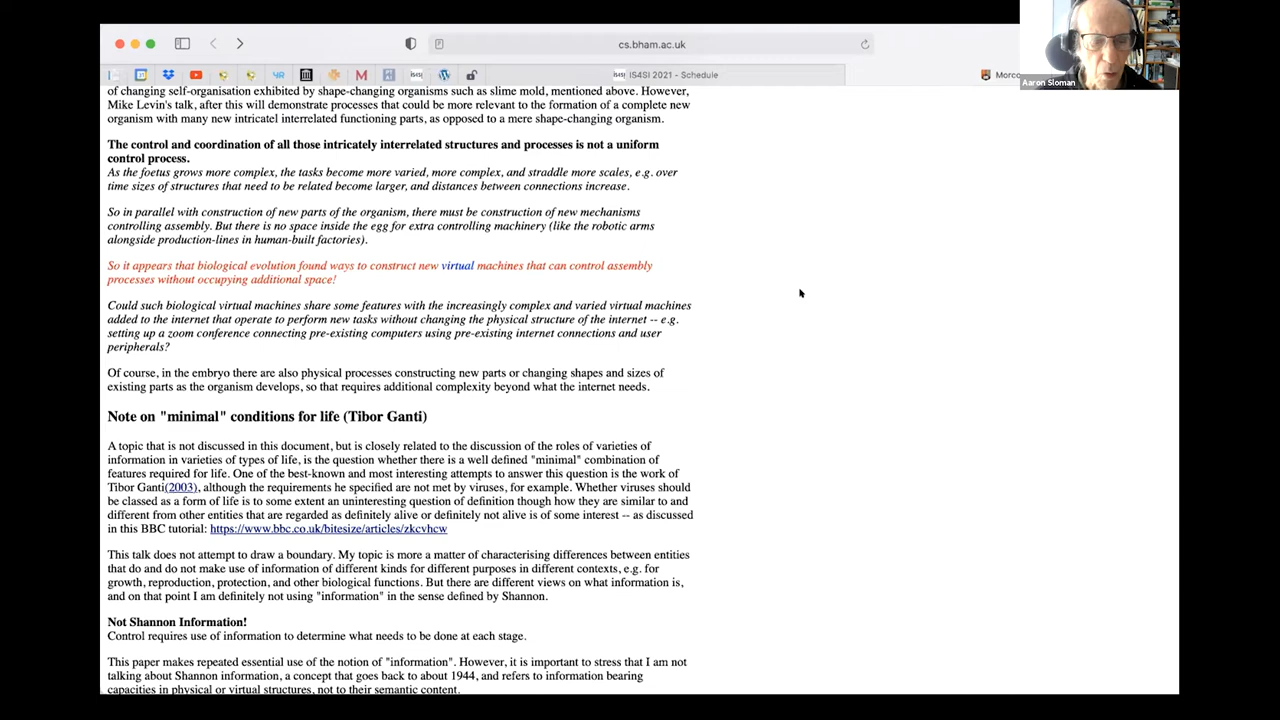 cs.bham.ac.uk
IS4SI 2021 - Schedule
Morco
Aaron Sloman
of changing self-organisation exhibited by shape-changing organisms such as slime mold, mentioned above. However,
Mike Levin's talk, after this will demonstrate processes that could be more relevant to the formation of a complete new
organism with many new intricatel interrelated functioning parts, as opposed to a mere shape-changing organism.
The control and coordination of all those intricately interrelated structures and processes is not a uniform
control process.
As the foetus grows more complex, the tasks become more varied, more complex, and straddle more scales, e.g. over
time sizes of structures that need to be related become larger, and distances between connections increase.
So in parallel with construction of new parts of the organism, there must be construction of new mechanisms
controlling assembly. But there is no space inside the egg for extra controlling machinery (like the robotic arms
alongside production-lines in human-built factories).
So it appears that biological evolution found ways to construct new virtual machines that can control assembly
processes without occupying additional space!
Could such biological virtual machines share some features with the increasingly complex and varied virtual machines
added to the internet that operate to perform new tasks without changing the physical structure of the internet -- e.g.
setting up a zoom conference connecting pre-existing computers using pre-existing internet connections and user
peripherals?
Of course, in the embryo there are also physical processes constructing new parts or changing shapes and sizes of
existing parts as the organism develops, so that requires additional complexity beyond what the internet needs.
Note on "minimal" conditions for life (Tibor Ganti)
A topic that is not discussed in this document, but is closely related to the discussion of the roles of varieties of
information in varieties of types of life, is the question whether there is a well defined "minimal" combination of
features required for life. One of the best-known and most interesting attempts to answer this question is the work of
Tibor Ganti(2003), although the requirements he specified are not met by viruses, for example. Whether viruses should
be classed as a form of life is to some extent an uninteresting question of definition though how they are similar to and
different from other entities that are regarded as definitely alive or definitely not alive is of some interest -- as discussed
in this BBC tutorial: https://www.bbc.co.uk/bitesize/articles/zkcvhcw
This talk does not attempt to draw a boundary. My topic is more a matter of characterising differences between entities
that do and do not make use of information of different kinds for different purposes in different contexts, e.g. for
growth, reproduction, protection, and other biological functions. But there are different views on what information is,
and on that point I am definitely not using "information" in the sense defined by Shannon.
Not Shannon Information!
Control requires use of information to determine what needs to be done at each stage.
This paper makes repeated essential use of the notion of "information". However, it is important to stress that I am not
talking about Shannon information, a concept that goes back to about 1944, and refers to information bearing
capacities in physical or virtual structures, not to their semantic content.